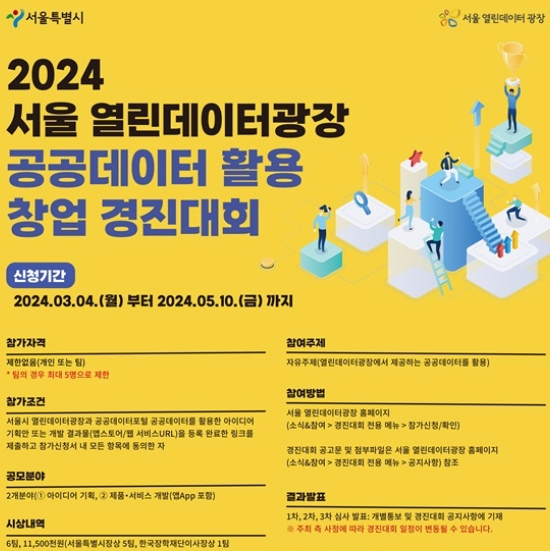 서울특별시
서울 열린데이터 광장
2024
서울 열린데이터광장
공공데이터 활용
창업 경진대회
신청기간
2024.03.04.(월) 부터 2024.05.10.(금) 까지
참가자격
제한없음(개인 또는 팀)
* 팀의 경우 최대 5명으로 제한
참가조건
서울시 열린데이터광장과 공공데이터포털 공공데이터를 활용한 아이디어
기획안 또는 개발 결과물(앱스토어/웹 서비스URL)을 등록 완료한 링크를
제출하고 참가신청서 내 모든 항목에 동의한 자
공모분야
2개분야(① 아이디어 기획, ② 제품·서비스 개발(앱App 포함)
시상내역
6팀, 11,500천원(서울특별시장상 5팀, 한국장학재단이사장상 1팀
참여주제
자유주제(열린데이터광장에서 제공하는 공공데이터를 활용)
참여방법
서울 열린데이터광장 홈페이지
(소식&참여 > 경진대회 전용 메뉴 > 참가신청/확인)
경진대회 공고문 및 첨부파일은 서울 열린데이터광장 홈페이지
(소식&참여 > 경진대회 전용 메뉴 > 공지사항) 참조
결과발표
1차, 2차, 3차 심사 발표: 개별통보 및 경진대회 공지사항에 기재
※ 주최 측 사정에 따라 경진대회 일정이 변동될 수 있습니다.